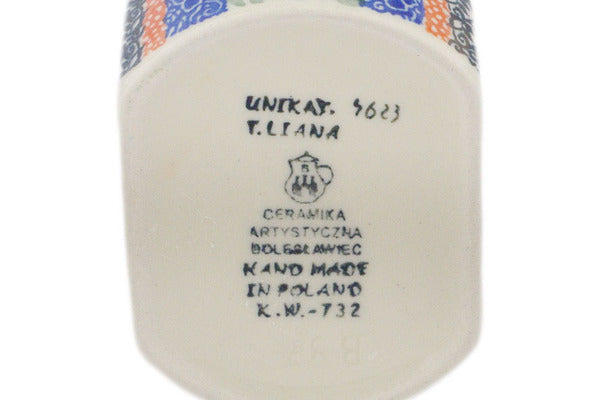 UNIKAT. 4623
T. LIANA
B
CERAMIKA
ARTYSTYCZNA
BOLESŁAWIEC
HAND MADE
IN POLAND
K.W.-732